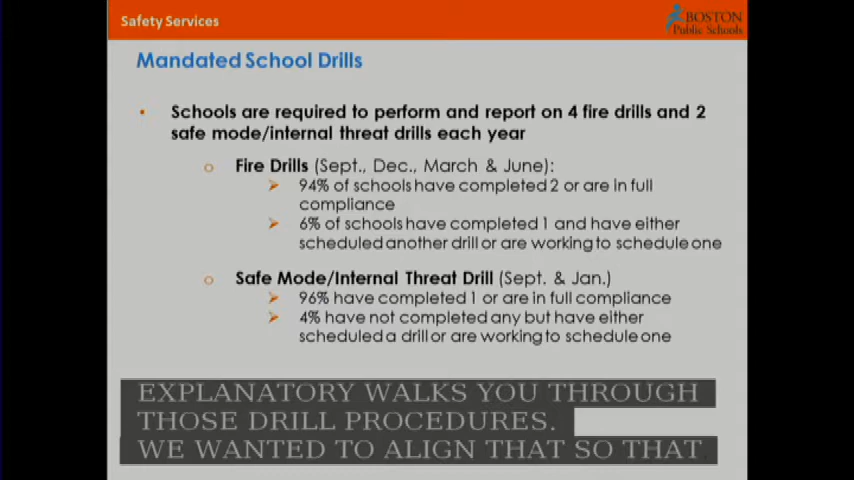 Safety Services
BOSTON
Public Schools
Mandated School Drills
• Schools are required to perform and report on 4 fire drills and 2
safe mode/internal threat drills each year
o Fire Drills (Sept., Dec., March & June):
➢ 94% of schools have completed 2 or are in full
compliance
➢ 6% of schools have completed 1 and have either
scheduled another drill or are working to schedule one
o Safe Mode/Internal Threat Drill (Sept. & Jan.)
➢ 96% have completed 1 or are in full compliance
➢ 4% have not completed any but have either
scheduled a drill or are working to schedule one
EXPLANATORY WALKS YOU THROUGH
THOSE DRILL PROCEDURES.
WE WANTED TO ALIGN THAT SO THAT